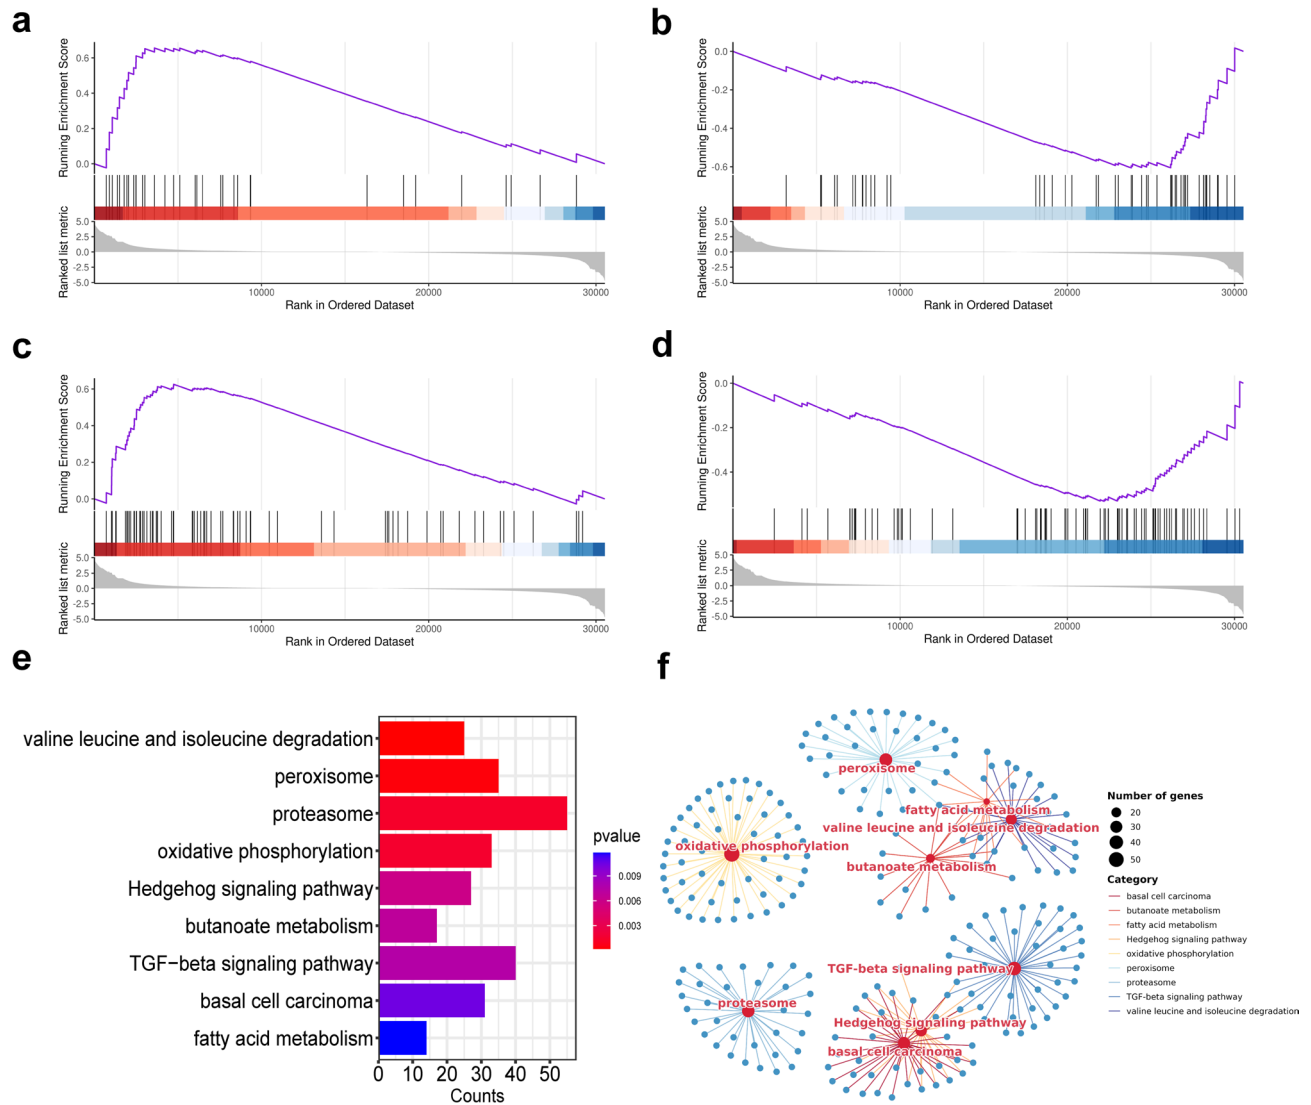 a
Running Enrichment Score
0.6
0.4
0.2
0.0
Ranked list metric
5.0
2.5
0.0
-2.5
-5.0
10000
20000
30000
Rank in Ordered Dataset
b
Running Enrichment Score
0.0
-0.2
-0.4
-0.6
Ranked list metric
5.0
2.5
0.0
-2.5
-5.0
10000
20000
30000
Rank in Ordered Dataset
c
Running Enrichment Score
0.6
0.4
0.2
0.0
Ranked list metric
5.0
2.5
0.0
-2.5
-5.0
10000
20000
30000
Rank in Ordered Dataset
d
Running Enrichment Score
0.0
-0.2
-0.4
Ranked list metric
5.0
2.5
0.0
-2.5
-5.0
10000
20000
30000
Rank in Ordered Dataset
e
valine leucine and isoleucine degradation
peroxisome
proteasome
oxidative phosphorylation
Hedgehog signaling pathway
butanoate metabolism
TGF−beta signaling pathway
basal cell carcinoma
fatty acid metabolism
0 10 20 30 40 50
Counts
pvalue
0.009
0.006
0.003
f
peroxisome
fatty acid metabolism
valine leucine and isoleucine degradation
oxidative phosphorylation
butanoate metabolism
TGF-beta signaling pathway
proteasome
Hedgehog signaling pathway
basal cell carcinoma
Number of genes
20
30
40
50
Category
basal cell carcinoma
butanoate metabolism
fatty acid metabolism
Hedgehog signaling pathway
oxidative phosphorylation
peroxisome
proteasome
TGF-beta signaling pathway
valine leucine and isoleucine degradation